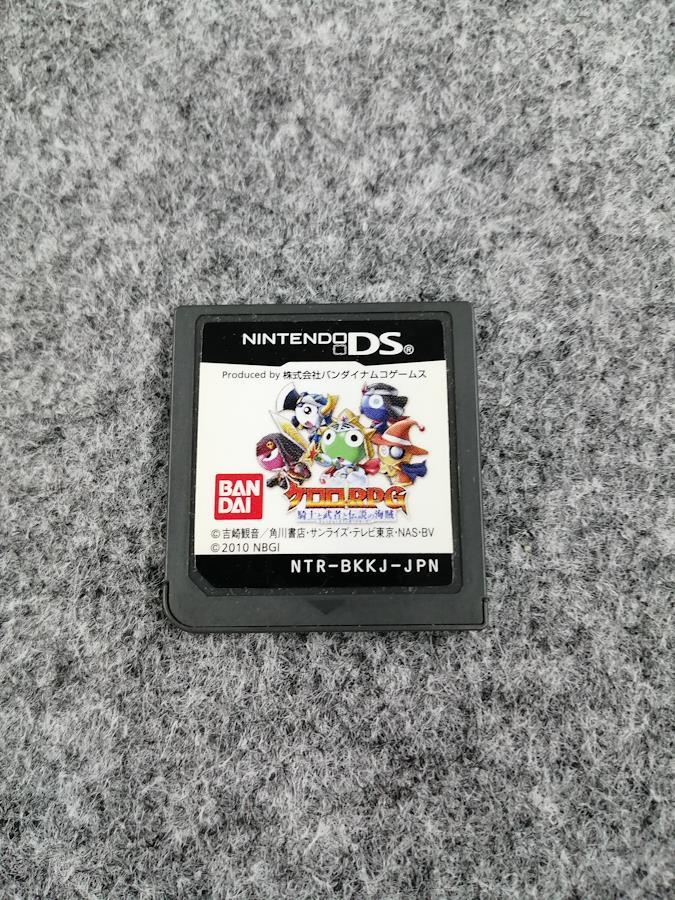 NINTENDO DS®
Produced by 株式会社バンダイナムコゲームス
BAN
DAI
ケロロRPG
騎士と武者と伝説の海賊
©吉崎観音／角川書店・サンライズ・テレビ東京・NAS・BV
©2010 NBGI
NTR-BKKJ-JPN